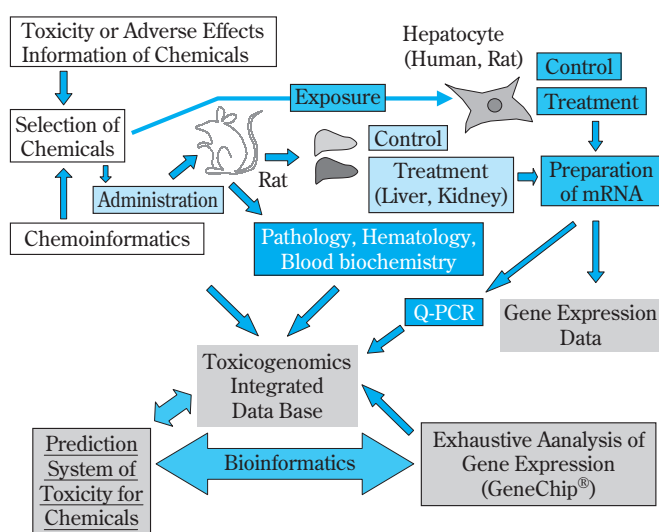 Toxicity or Adverse Effects
Information of Chemicals
Hepatocyte
(Human, Rat)
Control
Exposure
Treatment
Selection of
Chemicals
Control
Rat
Treatment
(Liver, Kidney)
Preparation
of mRNA
Administration
Chemoinformatics
Pathology, Hematology,
Blood biochemistry
Q-PCR
Gene Expression
Data
Toxicogenomics
Integrated
Data Base
Prediction
System of
Toxicity for
Chemicals
Bioinformatics
Exhaustive Aanalysis of
Gene Expression
(GeneChip®)